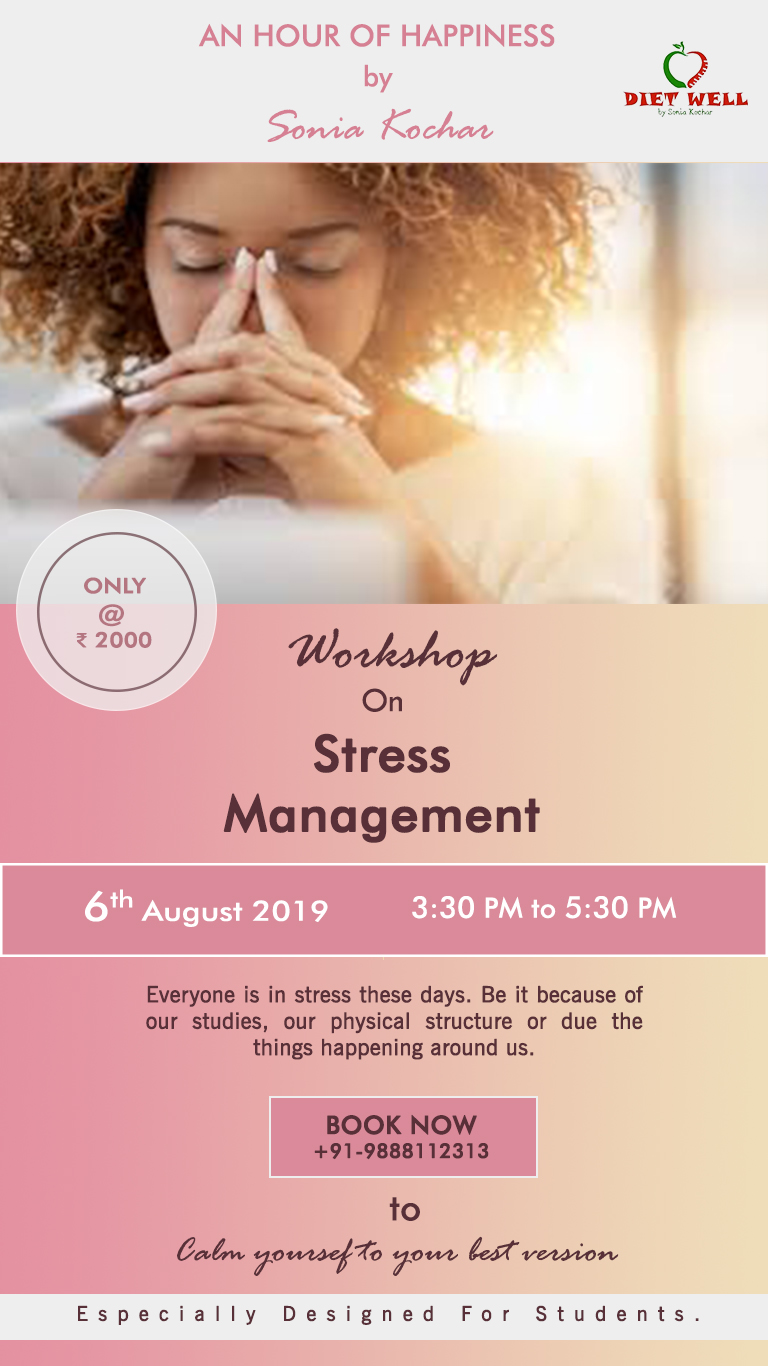 AN HOUR OF HAPPINESS
by
Sonia Kochar
DIET WELL
by Sonia Kochar
ONLY
@
₹ 2000
Workshop
On
Stress
Management
6th August 2019
3:30 PM to 5:30 PM
Everyone is in stress these days. Be it because of
our studies, our physical structure or due the
things happening around us.
BOOK NOW
+91-9888112313
to
Calm yoursef to your best version
Especially Designed For Students.